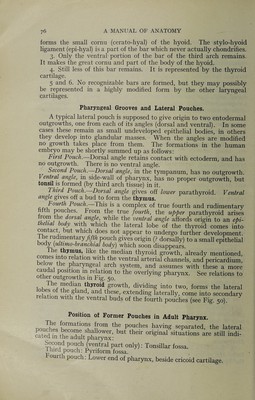 76 A MANUAL OF ANATOMY
forms the small cornu (cerato-hyal) of the hyoid. The stylo-hyoid
ligament (epi-hyal) is a part of the bar which never actually chondrifies.
3. Only the ventral portion of the bar of the third arch remains.
It makes the great cornu and part of the body of the hyoid.
4. Still less of this bar remains. It is represented by the thyroid
cartilage.
5 and 6. No recognisable bars are formed, but they may possibly
be represented in a highly modified form by the other laryngeal
cartilages.
Pharyngeal Grooves and Lateral Pouches.
A typical lateral pouch is supposed to give origin to two entodermal
outgrowths, one from each of its angles (dorsal and ventral). In some
cases these remain as small undeveloped epithelial bodies, in others
they develop into glandular masses. When the angles are modified
no growth takes place from them. The formations in the human
embryo may be shortly summed up as follows:
First Pouch.—Dorsal angle retains contact with ectoderm, and has
no outgrowth. There is no ventral angle.
Second Pouch.—Dorsal angle, in the tympanum, has no outgrowth.
Ventral angle, in side-wall of pharynx, has no proper outgrowth, but
tonsil is formed (by third arch tissue) in it.
Third Pouch.—Dorsal angle gives off lower parathyroid. Ventral
angle gives off a bud to form the thymus.
Fourth Pouch.—This is a complex of true fourth and rudimentary
fifth pouches. From the true fourth, the upper parathyroid arises
from the dorsal angle, while the ventral angle affords origin to an epi-
thelial body with which the lateral lobe of the thyroid comes into
contact, but which does not appear to undergo further development.
The rudimentary fifth pouch gives origin (? dorsally) to a small epithelial
body (ultimo-branchial body) which soon disappears.
The thymus, like the median thyroid growth, already mentioned,
comes into relation with the ventral arterial channels, and pericardium,
below the pharyngeal arch system, and assumes with these a more
caudal position in relation to the overlying pharynx. See relations to
other outgrowths in Fig. 50.
The median thyroid growth, dividing into two, forms the lateral
lobes of the gland, and these, extending laterally, come into secondary
relation with the ventral buds of the fourth pouches (see Fig. 50).
Position of Former Pouches in Adult Pharynx.
The formations from the pouches having separated, the lateral
pouches become shallower, but their original situations are still indi-
cated in the adult pharynx:
Second pouch (ventral part only): Tonsillar fossa.
Third pouch: Pyriform fossa.
Fourth pouch: Lower end of pharynx, beside cricoid cartilage.